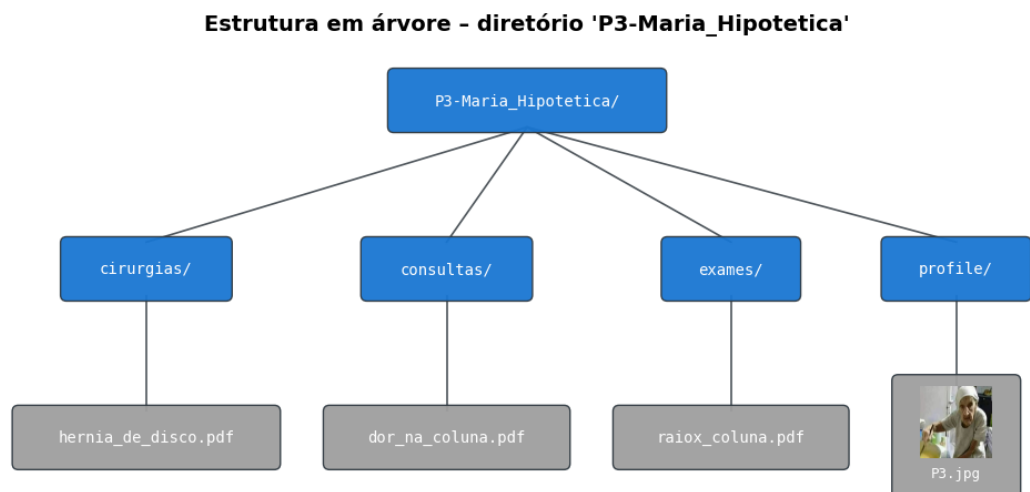 Estrutura em árvore – diretório 'P3-Maria_Hipotetica'
P3-Maria_Hipotetica/
cirurgias/
consultas/
exames/
profile/
hernia_de_disco.pdf
dor_na_coluna.pdf
raiox_coluna.pdf
P3.jpg